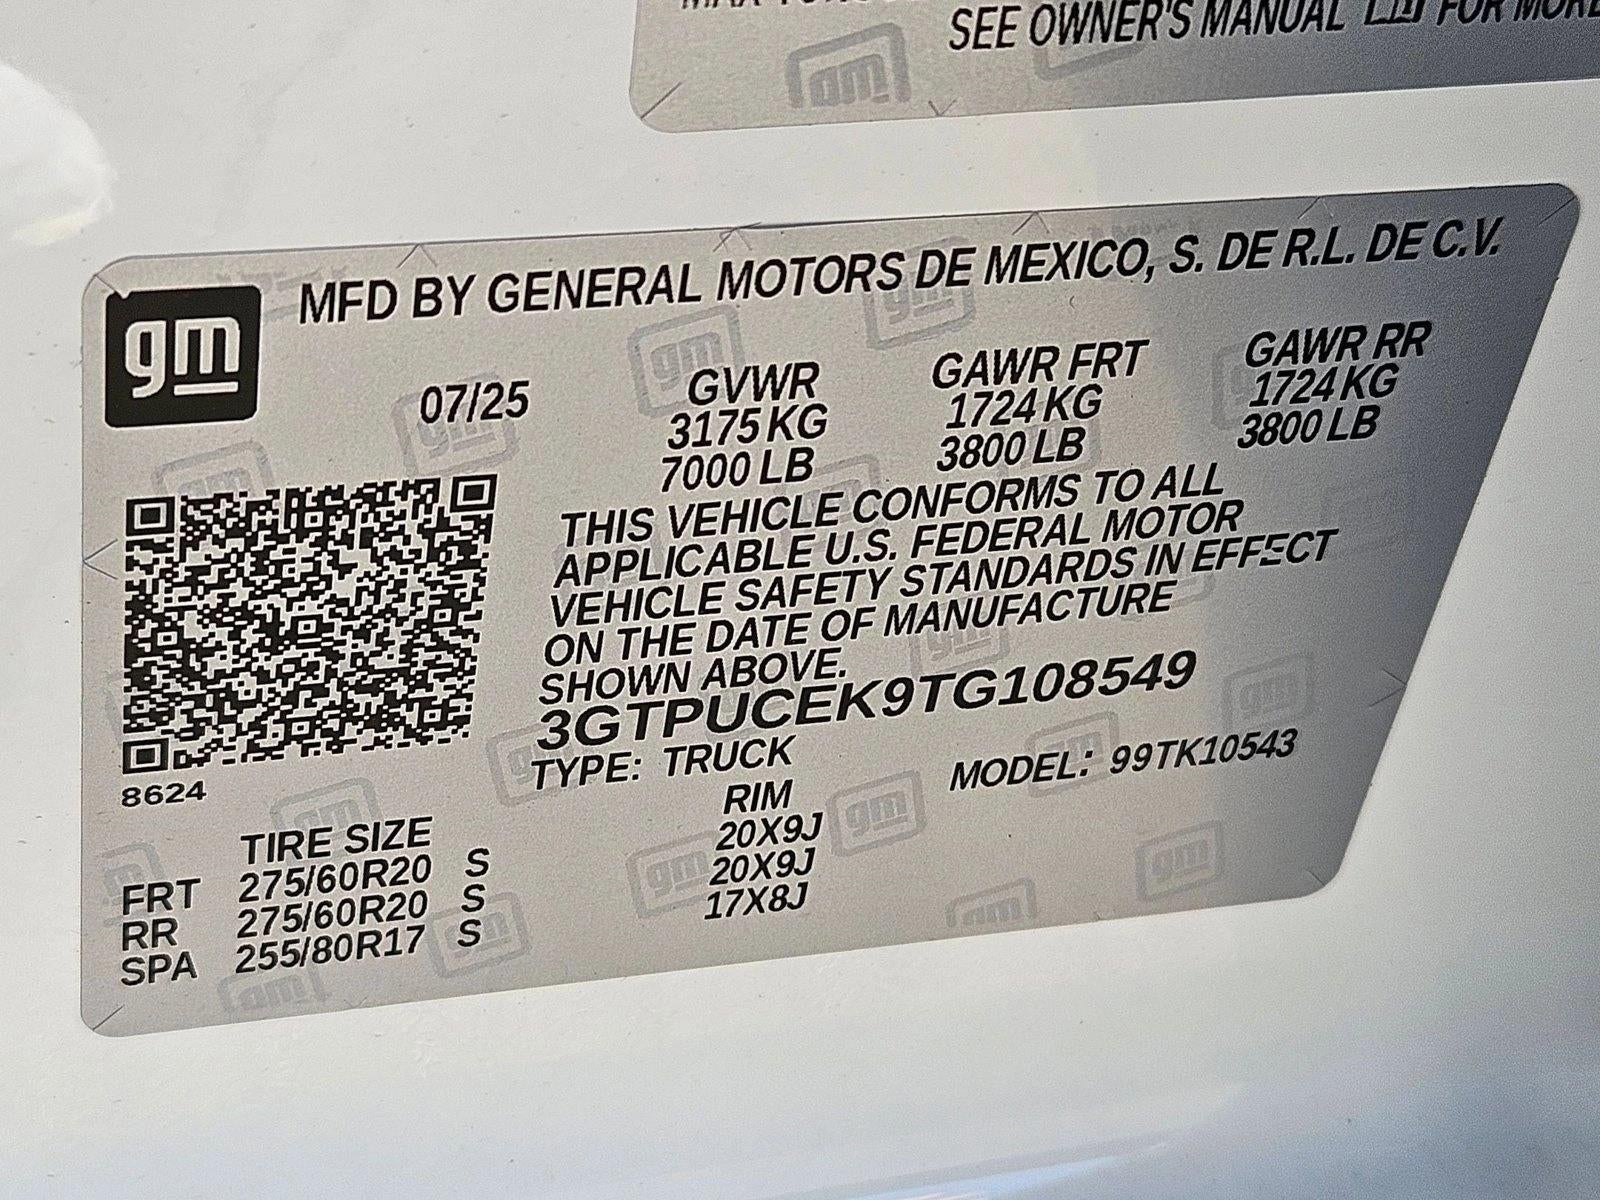 SEE OWNER'S MANUAL FOR MORE
gm
MFD BY GENERAL MOTORS DE MEXICO, S. DE R.L. DE C.V.
07/25 GVWR GAWR FRT GAWR RR
3175 KG 1724 KG 1724 KG
7000 LB 3800 LB 3800 LB
THIS VEHICLE CONFORMS TO ALL
APPLICABLE U.S. FEDERAL MOTOR
VEHICLE SAFETY STANDARDS IN EFFECT
ON THE DATE OF MANUFACTURE
SHOWN ABOVE.
3GTPUCEK9TG108549
TYPE: TRUCK MODEL: 99TK10543
8624
TIRE SIZE RIM
FRT 275/60R20 S 20X9J
RR 275/60R20 S 20X9J
SPA 255/80R17 S 17X8J